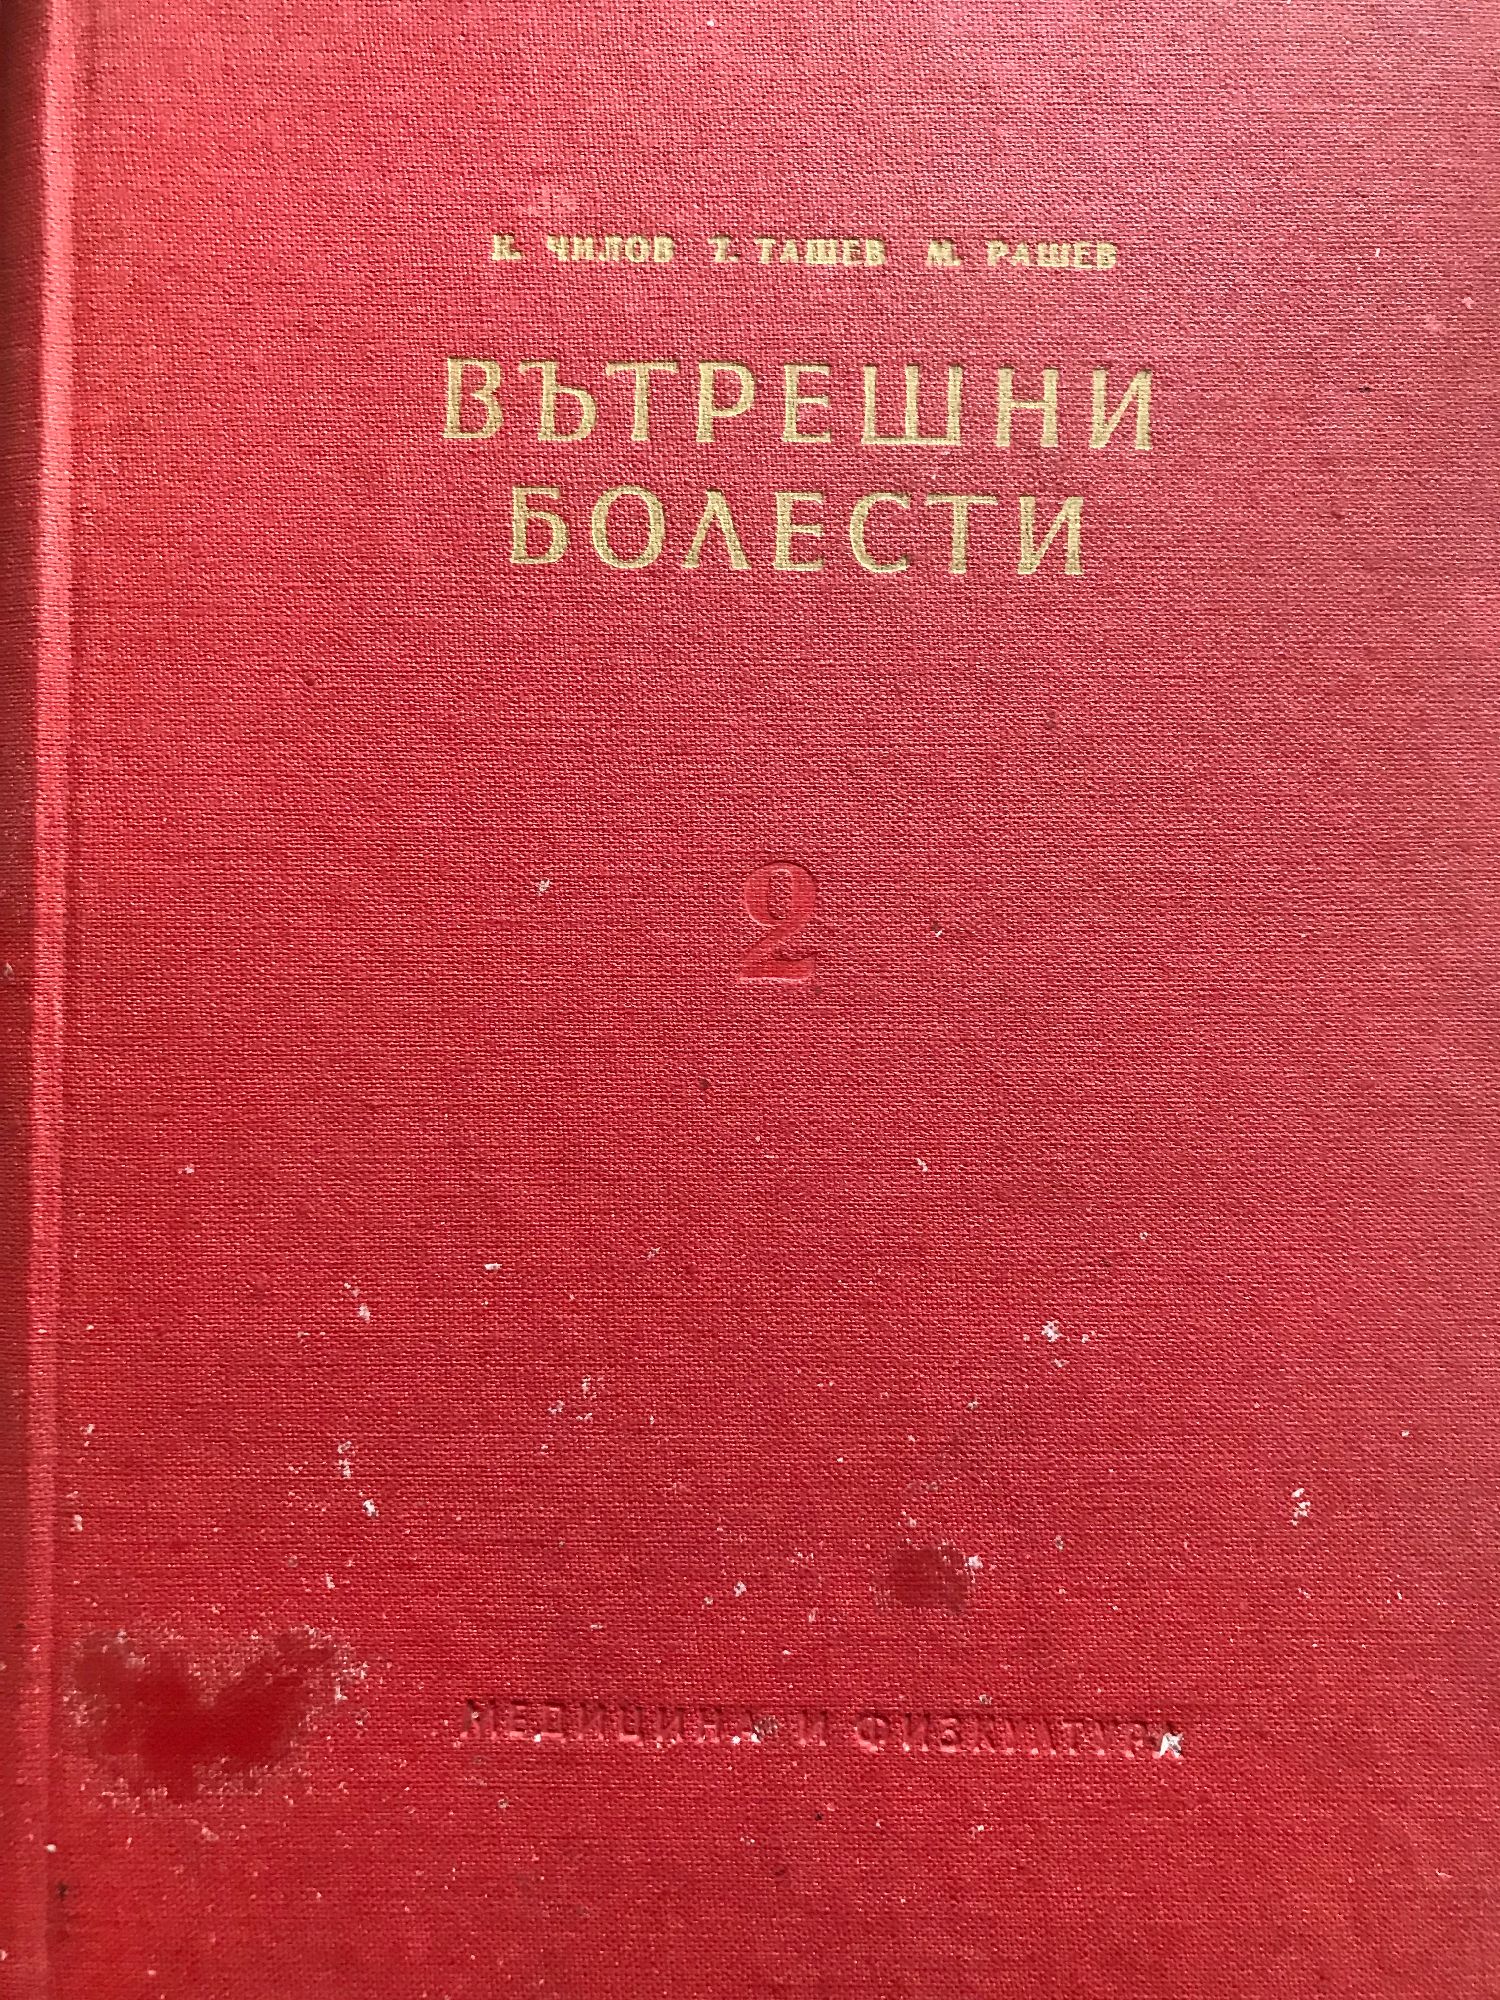 К. ЧИЛОВ Т. ТАШЕВ М. РАШЕВ
ВЪТРЕШНИ
БОЛЕСТИ
2
МЕДИЦИНА И ФИЗКУЛТУРА